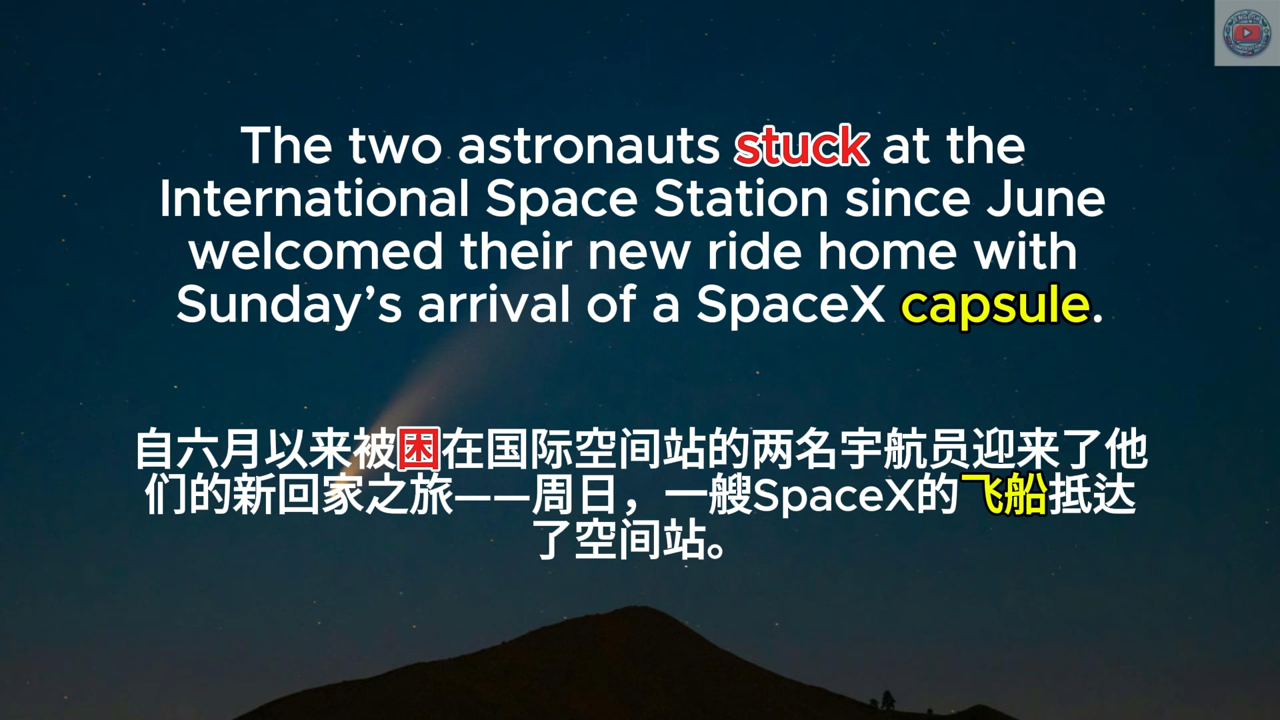 The two astronauts stuck at the
International Space Station since June
welcomed their new ride home with
Sunday’s arrival of a SpaceX capsule.
自六月以来被困在国际空间站的两名宇航员迎来了他
们的新回家之旅——周日，一艘SpaceX的飞船抵达
了空间站。